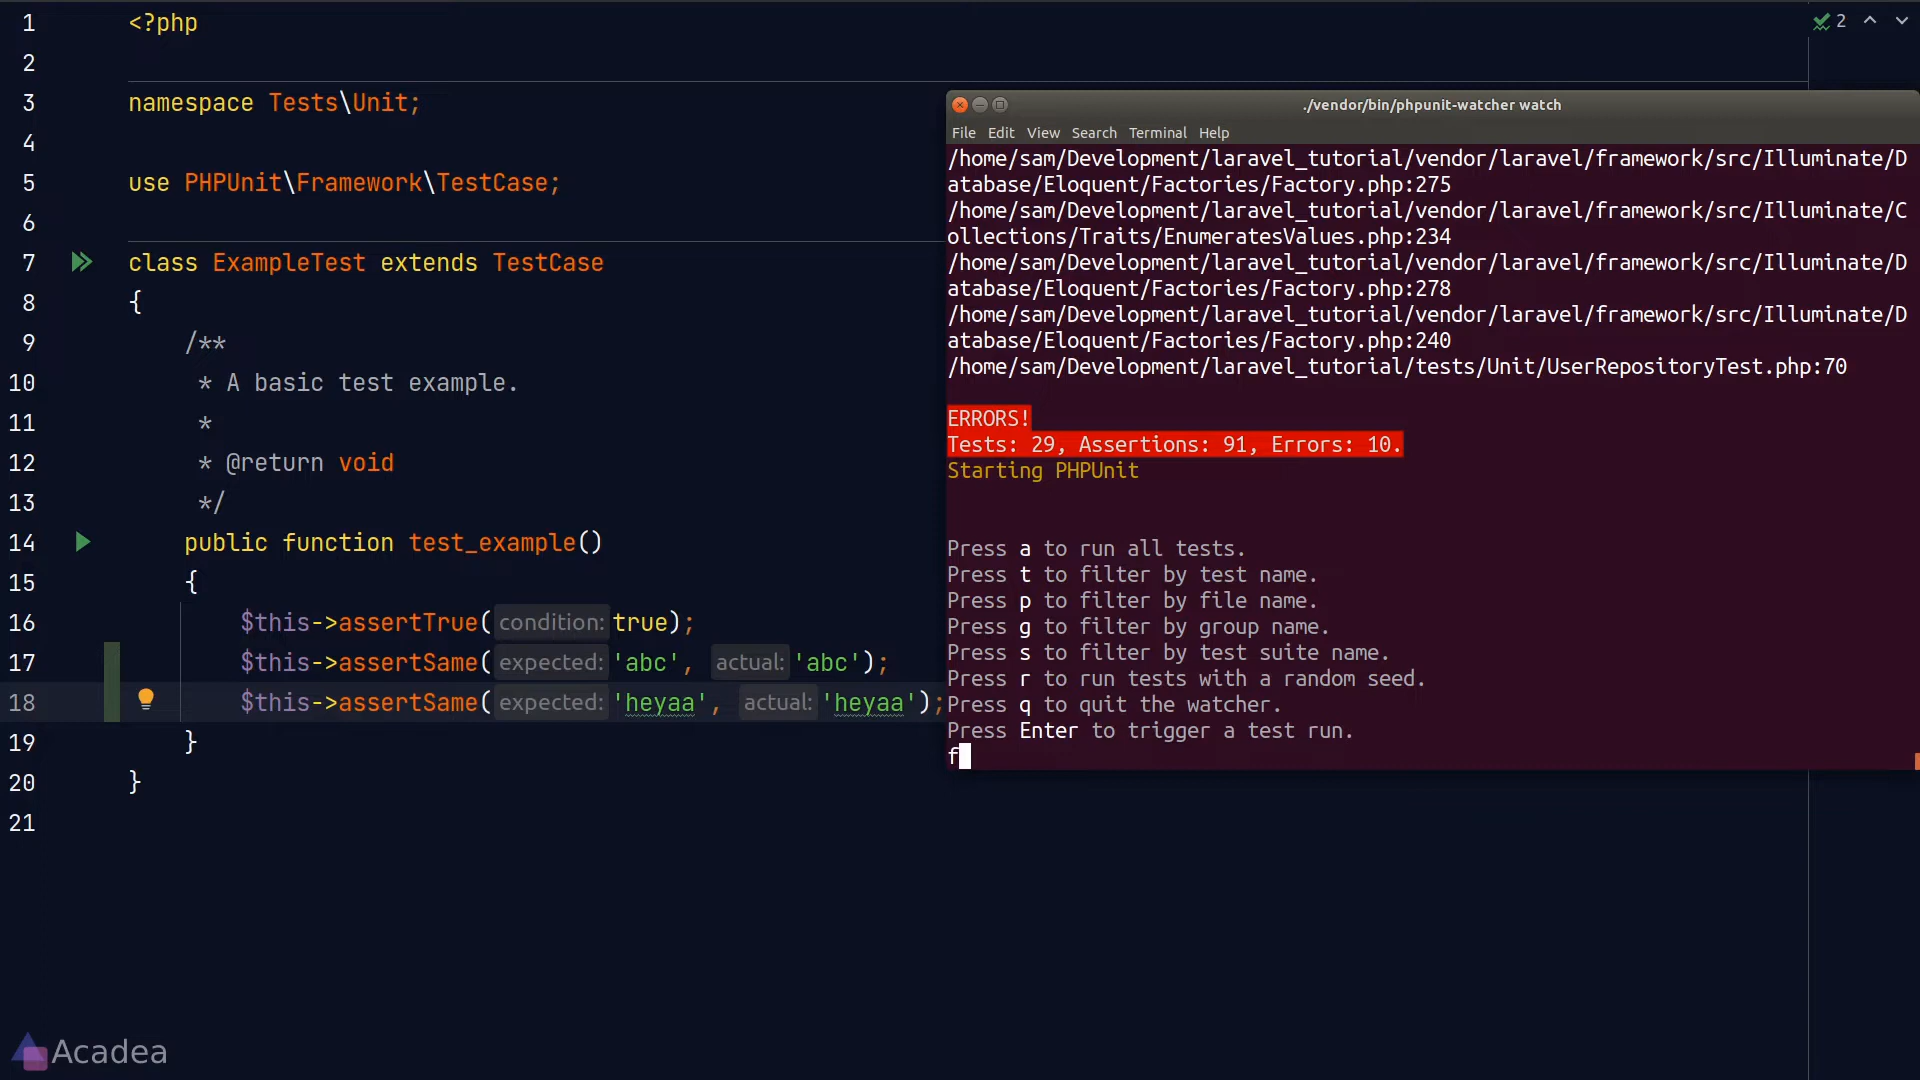 1 <?php
2
3 namespace Tests\Unit;
4
5 use PHPUnit\Framework\TestCase;
6
7 class ExampleTest extends TestCase
8 {
9 /**
10 * A basic test example.
11 *
12 * @return void
13 */
14 public function test_example()
15 {
16 $this->assertTrue( condition: true);
17 $this->assertSame( expected: 'abc', actual: 'abc');
18 $this->assertSame( expected: 'heyaa', actual: 'heyaa');
19 }
20 }
21
2
./vendor/bin/phpunit-watcher watch
File Edit View Search Terminal Help
/home/sam/Development/laravel_tutorial/vendor/laravel/framework/src/Illuminate/D
atabase/Eloquent/Factories/Factory.php:275
/home/sam/Development/laravel_tutorial/vendor/laravel/framework/src/Illuminate/C
ollections/Traits/EnumeratesValues.php:234
/home/sam/Development/laravel_tutorial/vendor/laravel/framework/src/Illuminate/D
atabase/Eloquent/Factories/Factory.php:278
/home/sam/Development/laravel_tutorial/vendor/laravel/framework/src/Illuminate/D
atabase/Eloquent/Factories/Factory.php:240
/home/sam/Development/laravel_tutorial/tests/Unit/UserRepositoryTest.php:70
ERRORS!
Tests: 29, Assertions: 91, Errors: 10.
Starting PHPUnit
Press a to run all tests.
Press t to filter by test name.
Press p to filter by file name.
Press g to filter by group name.
Press s to filter by test suite name.
Press r to run tests with a random seed.
Press q to quit the watcher.
Press Enter to trigger a test run.
f
Acadea